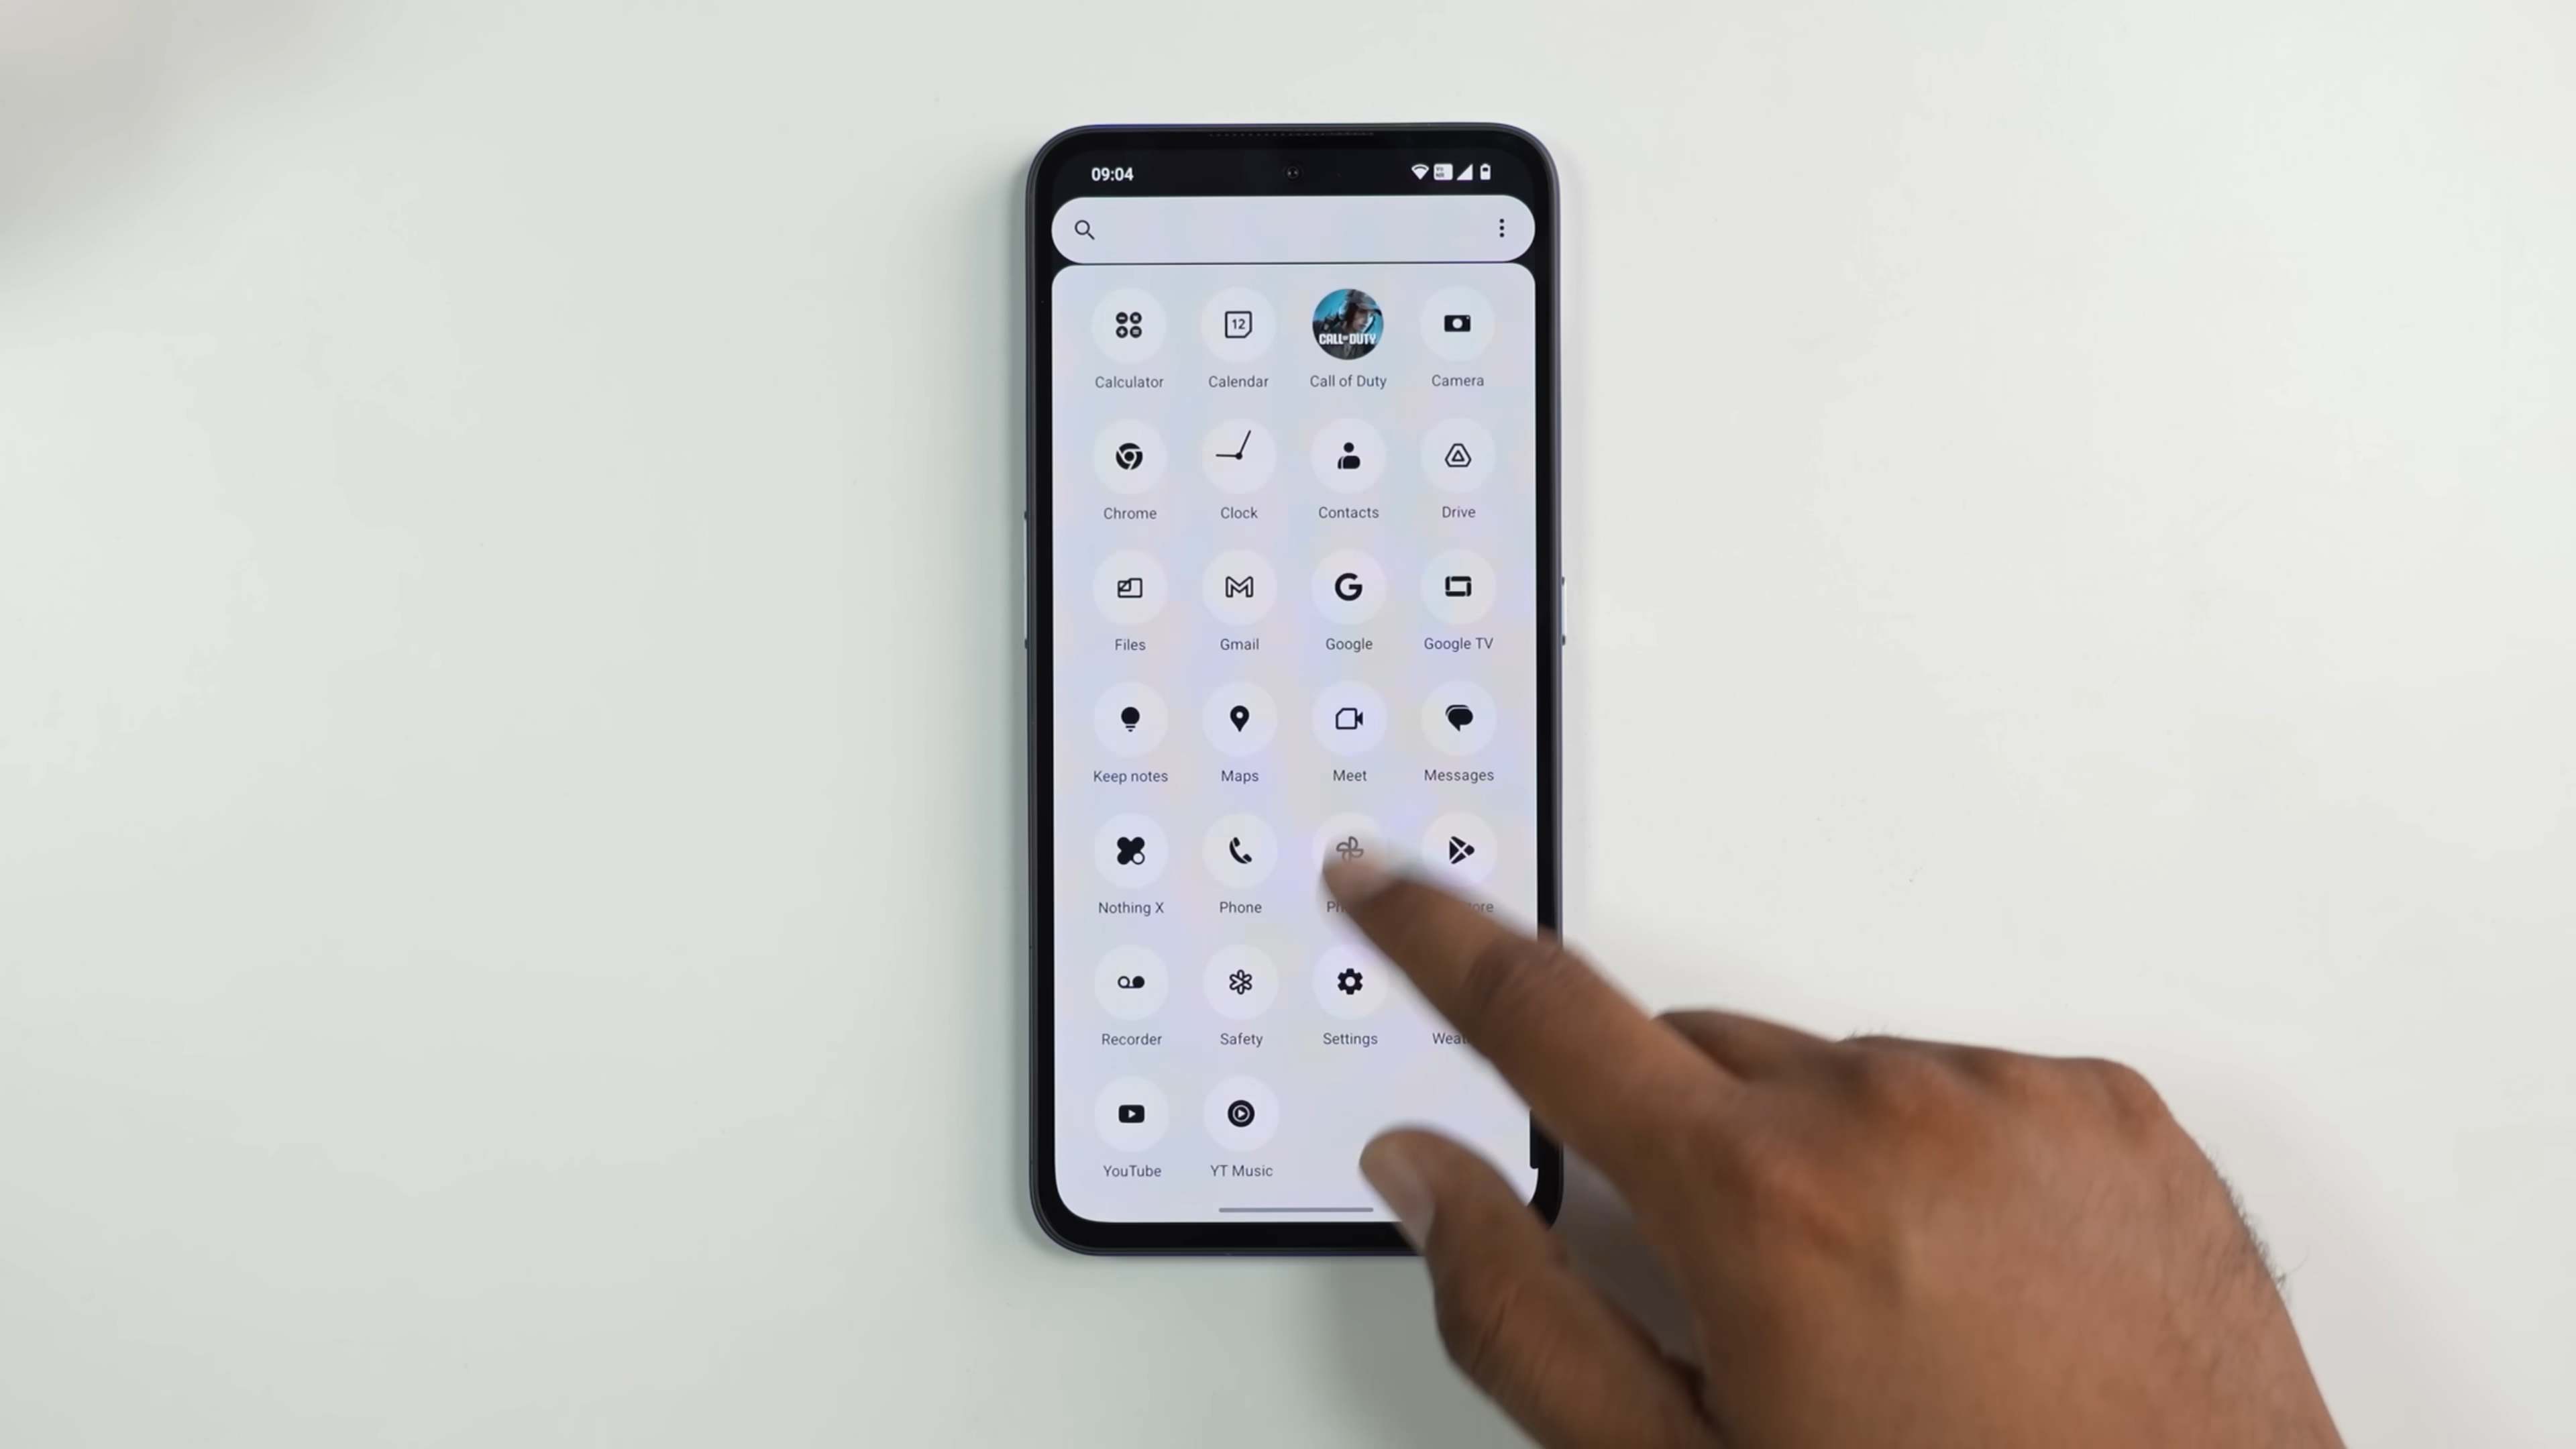 09:04
12
CALL OF DUTY
Calculator Calendar Call of Duty Camera
Chrome Clock Contacts Drive
Files Gmail Google Google TV
Keep notes Maps Meet Messages
Nothing X Phone
Recorder Safety Settings
YouTube YT Music